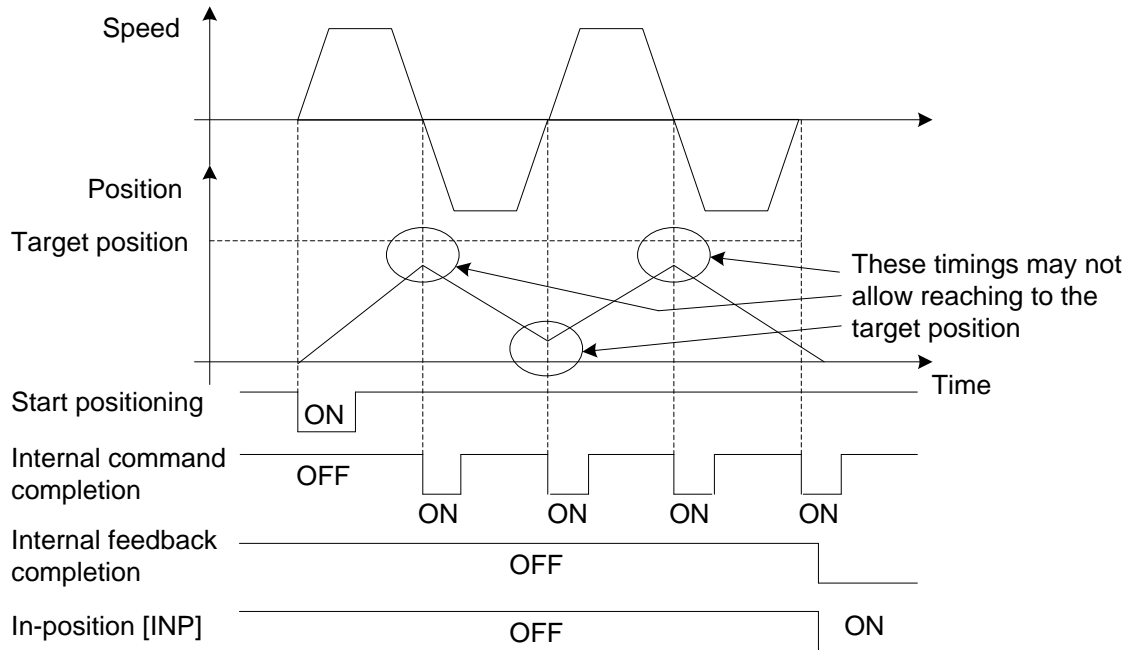 Speed
Position
Target position
These timings may not
allow reaching to the
target position
Time
Start positioning
ON
Internal command
completion
OFF
ON
ON
ON
ON
Internal feedback
completion
OFF
In-position [INP]
OFF
ON